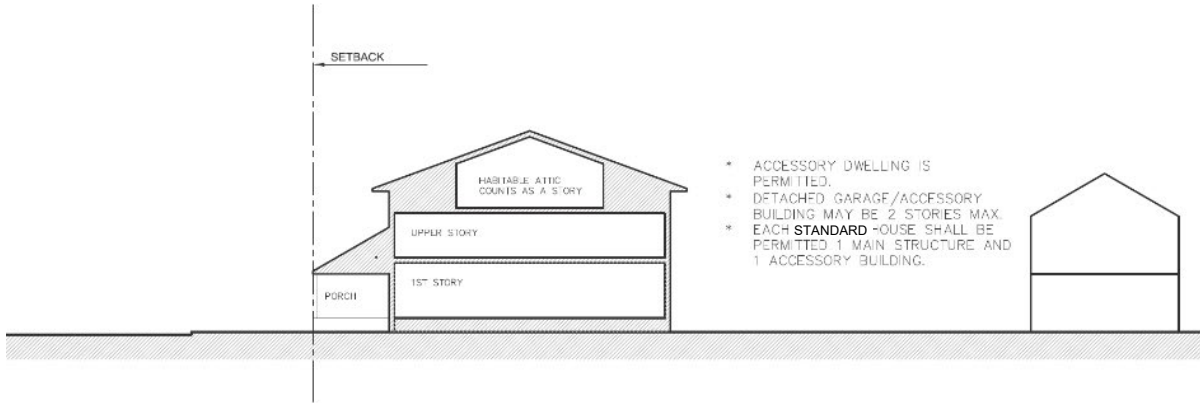 SETBACK
HABITABLE ATTIC
COUNTS AS A STORY
UPPER STORY
1ST STORY
PORCH
* ACCESSORY DWELLING IS
PERMITTED.
* DETACHED GARAGE/ACCESSORY
BUILDING MAY BE 2 STORIES MAX.
* EACH STANDARD HOUSE SHALL BE
PERMITTED 1 MAIN STRUCTURE AND
1 ACCESSORY BUILDING.